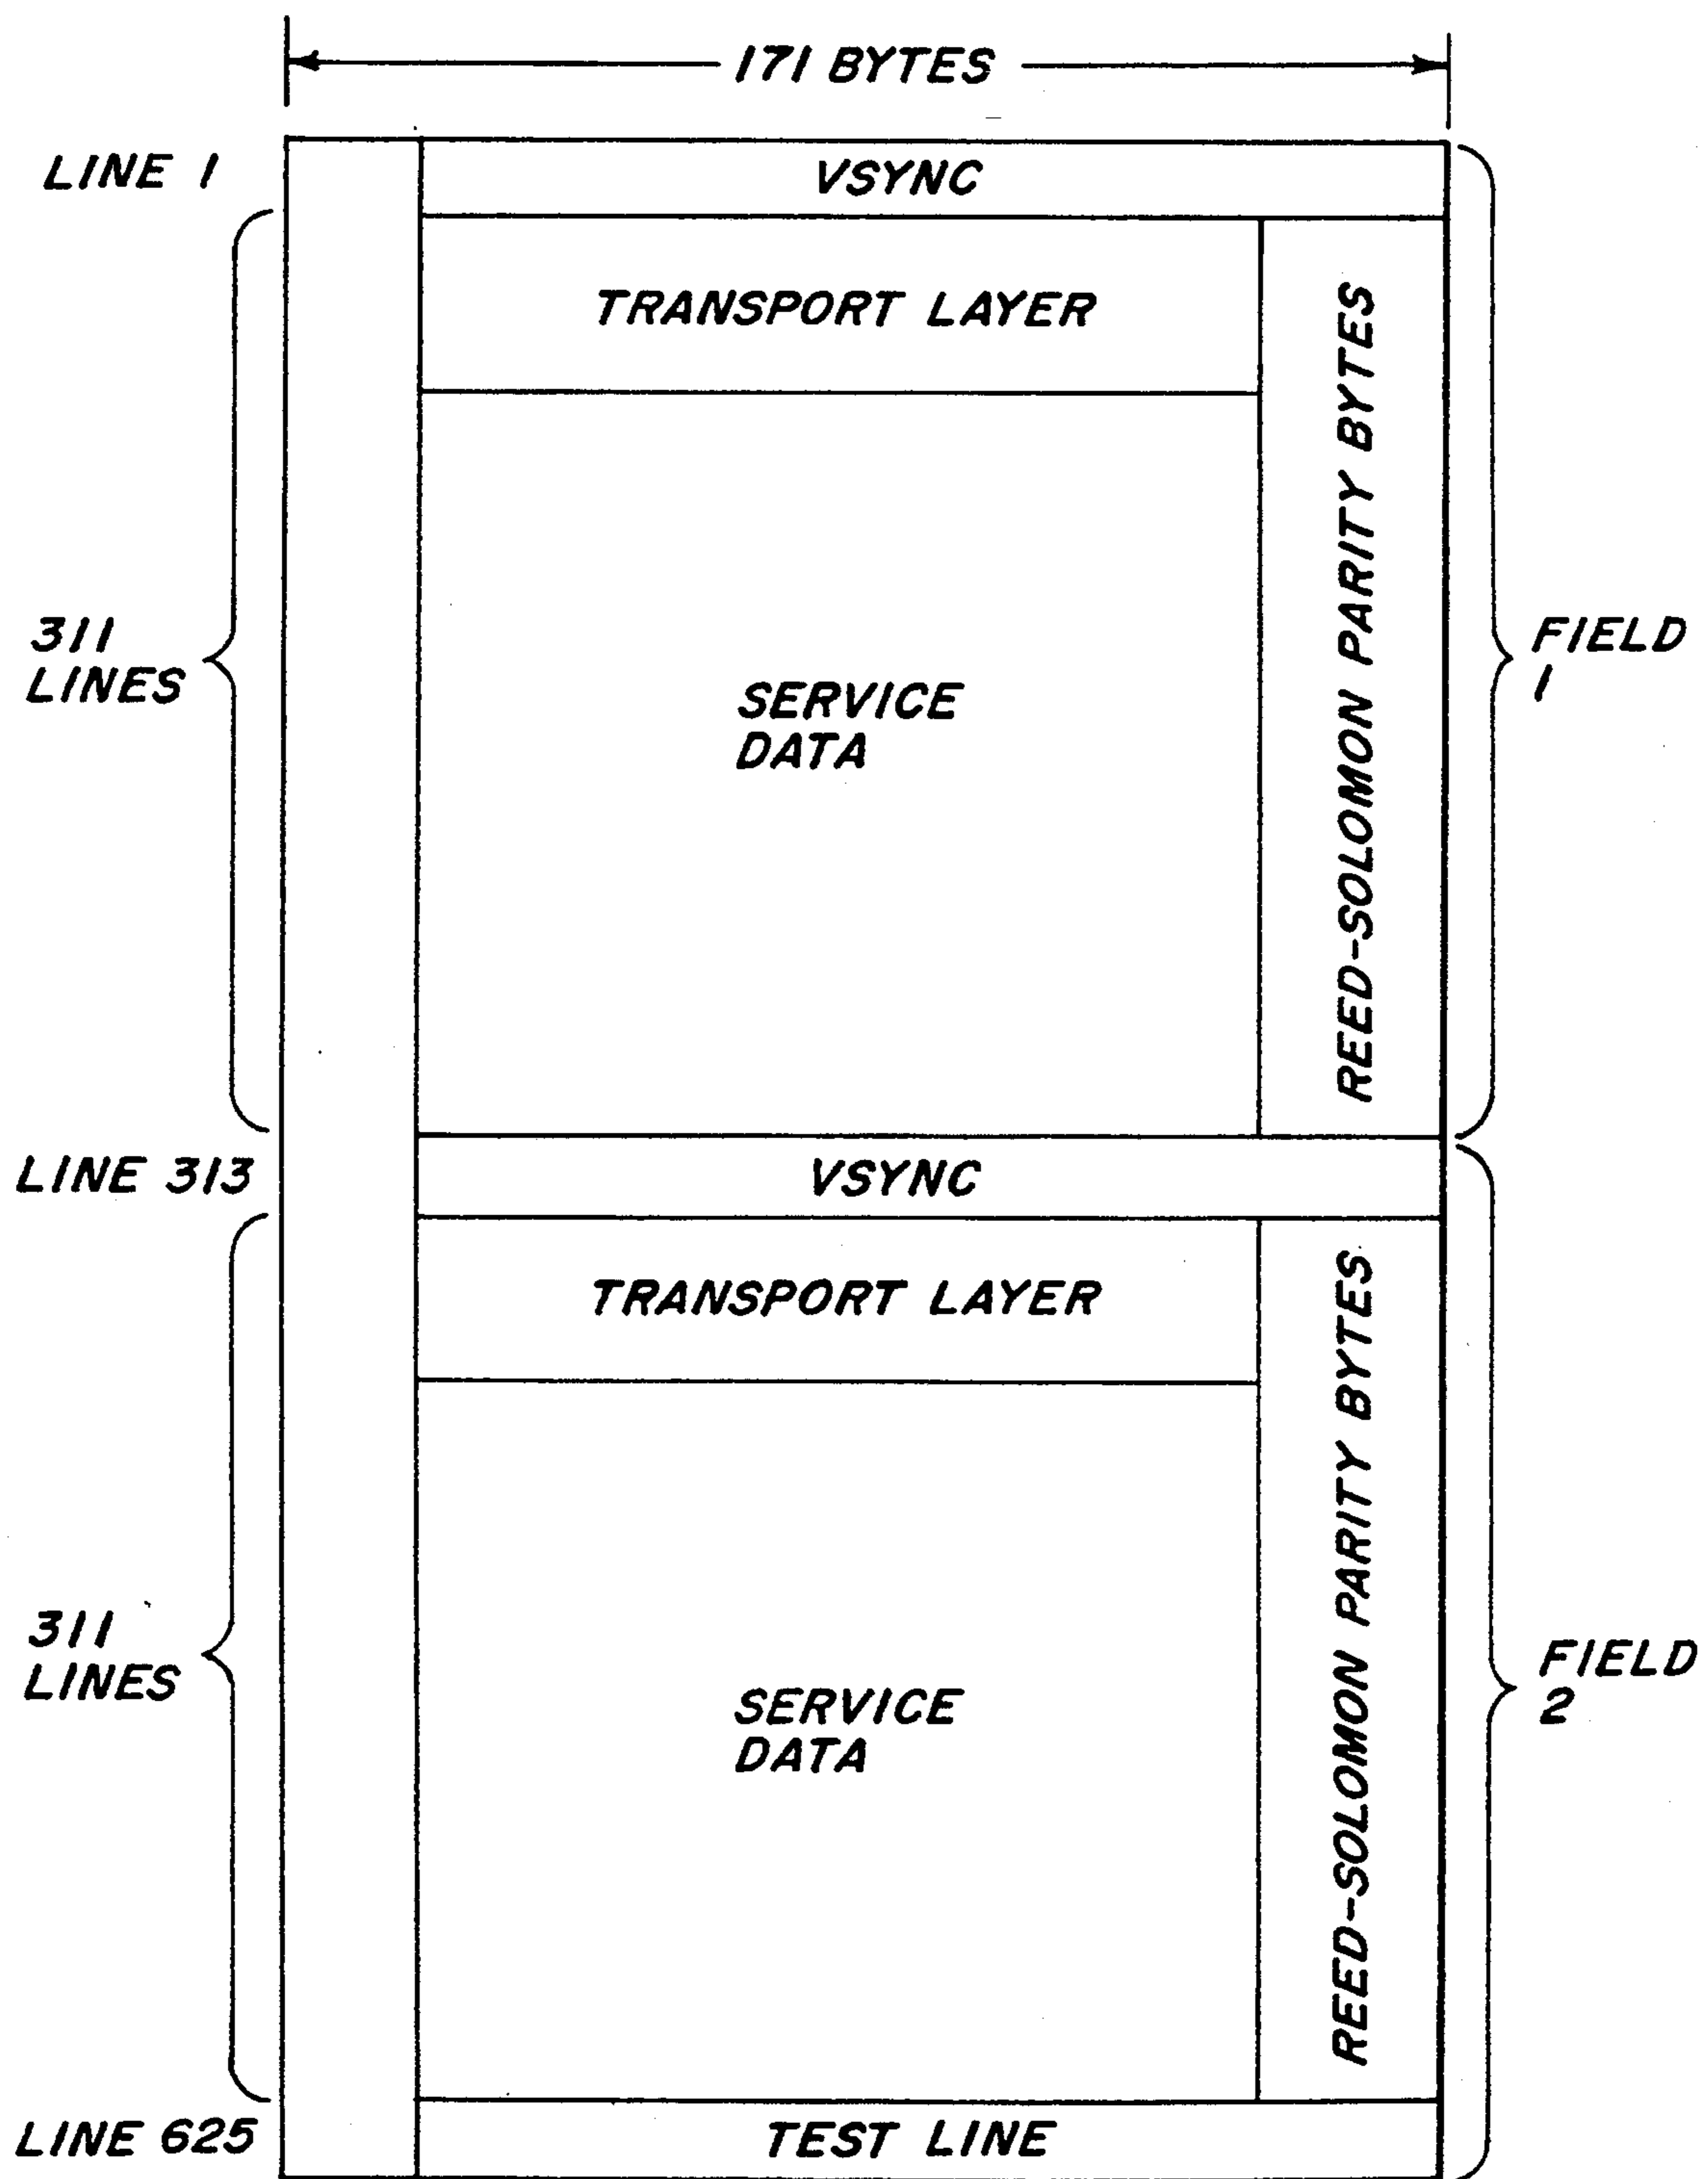 171 BYTES
LINE 1
VSYNC
TRANSPORT LAYER
REED-SOLOMON PARITY BYTES
311
LINES
FIELD
1
SERVICE
DATA
LINE 313
VSYNC
TRANSPORT LAYER
REED-SOLOMON PARITY BYTES
311
LINES
FIELD
2
SERVICE
DATA
LINE 625
TEST LINE